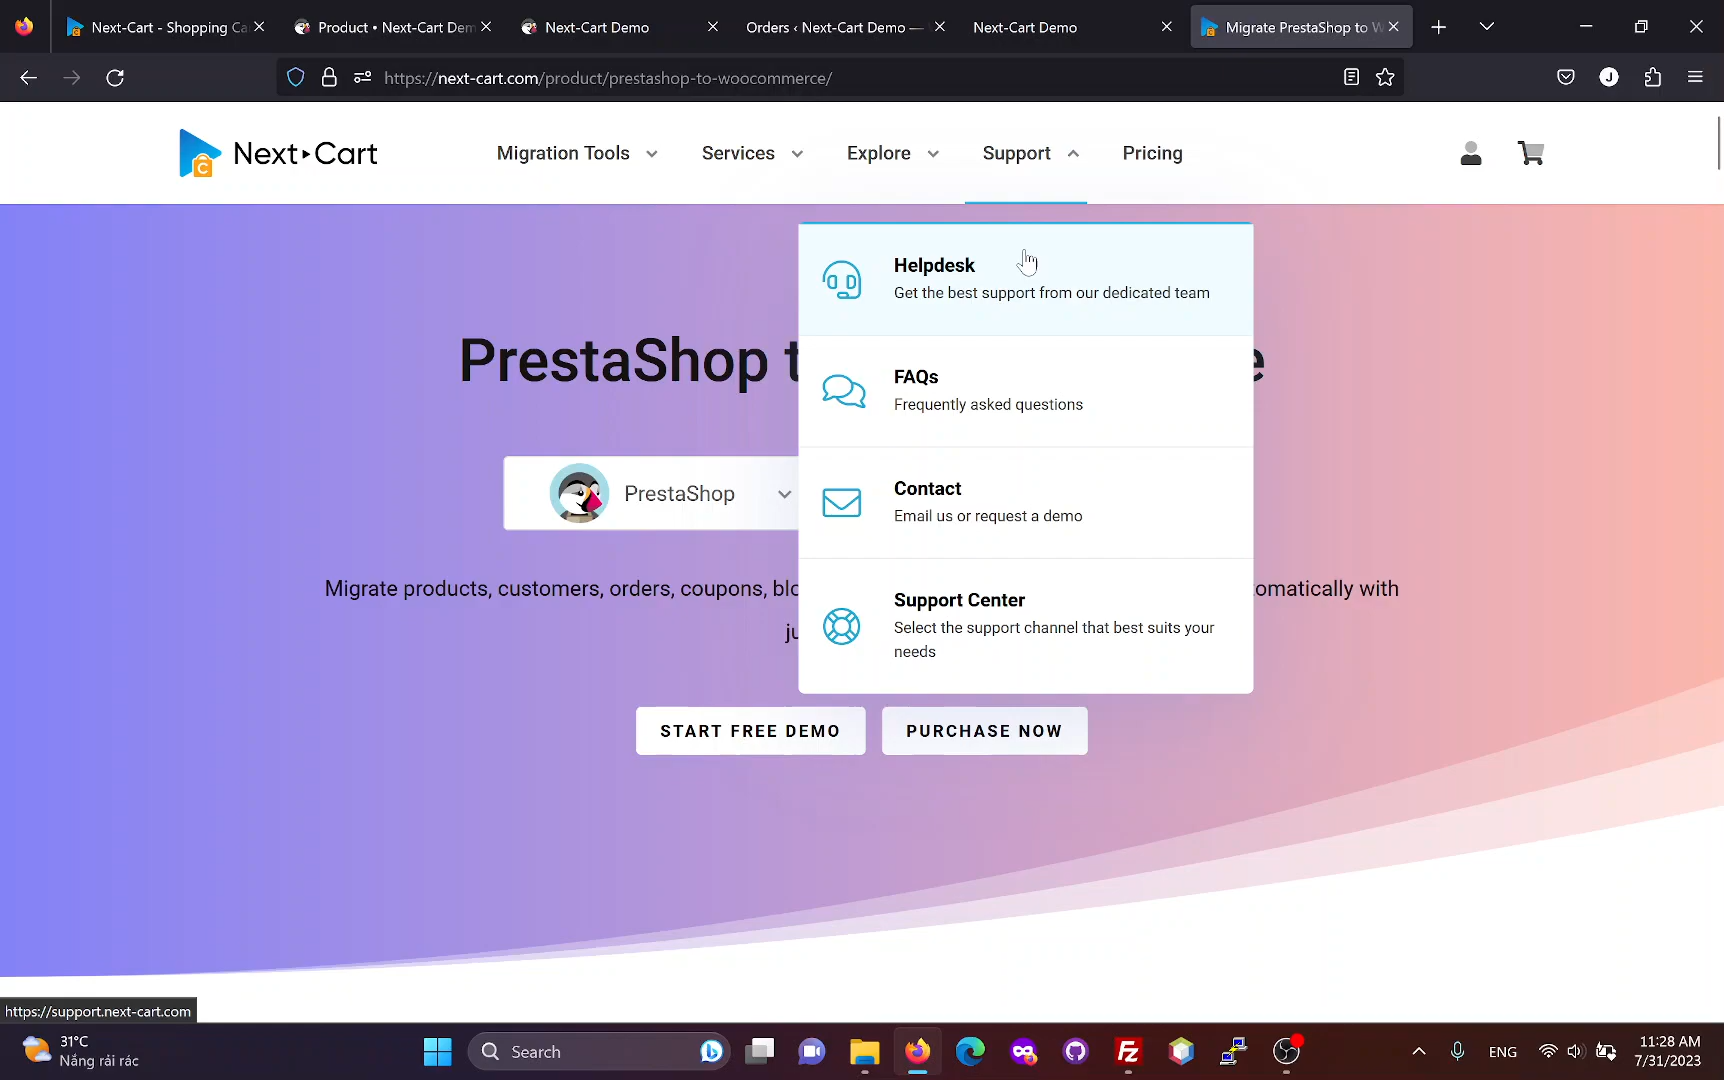 Next-Cart - Shopping Ca
Product • Next-Cart Dem
Next-Cart Demo
Orders ‹ Next-Cart Demo —
Next-Cart Demo
Migrate PrestaShop to W
https://next-cart.com/product/prestashop-to-woocommerce/
J
Next Cart
Migration Tools
Services
Explore
Support
Pricing
Helpdesk
Get the best support from our dedicated team
FAQs
Frequently asked questions
Contact
Email us or request a demo
Support Center
Select the support channel that best suits your
needs
PrestaShop t
e
PrestaShop
Migrate products, customers, orders, coupons, blo
omatically with
ju
START FREE DEMO
PURCHASE NOW
https://support.next-cart.com
31°C
Nắng rải rác
Search
ENG
11:28 AM
7/31/2023